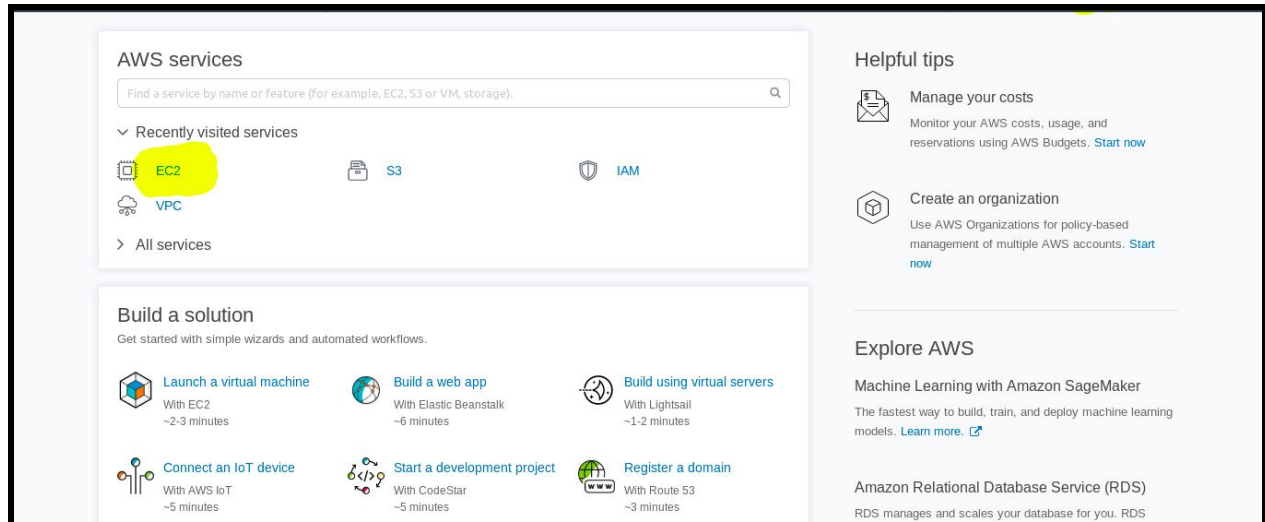 AWS services
Find a service by name or feature (for example, EC2, S3 or VM, storage).
Recently visited services
EC2
S3
IAM
VPC
All services
Build a solution
Get started with simple wizards and automated workflows.
Launch a virtual machine
With EC2
~2-3 minutes
Build a web app
With Elastic Beanstalk
~6 minutes
Build using virtual servers
With Lightsail
~1-2 minutes
Connect an IoT device
With AWS IoT
~5 minutes
Start a development project
With CodeStar
~5 minutes
Register a domain
With Route 53
~3 minutes
Helpful tips
Manage your costs
Monitor your AWS costs, usage, and
reservations using AWS Budgets. Start now
Create an organization
Use AWS Organizations for policy-based
management of multiple AWS accounts. Start
now
Explore AWS
Machine Learning with Amazon SageMaker
The fastest way to build, train, and deploy machine learning
models. Learn more.
Amazon Relational Database Service (RDS)
RDS manages and scales your database for you. RDS